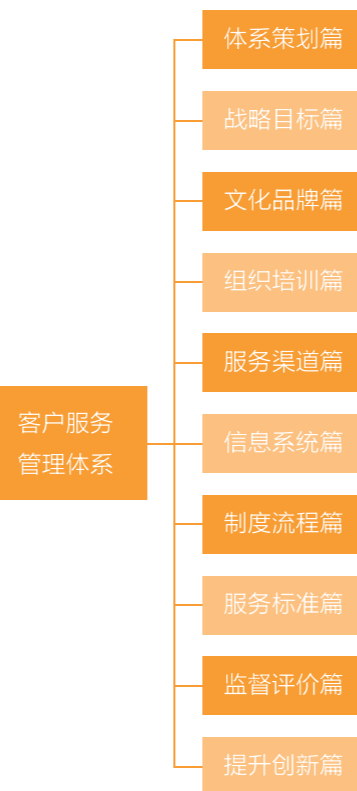 体系策划篇
战略目标篇
文化品牌篇
组织培训篇
服务渠道篇
客户服务
管理体系
信息系统篇
制度流程篇
服务标准篇
监督评价篇
提升创新篇